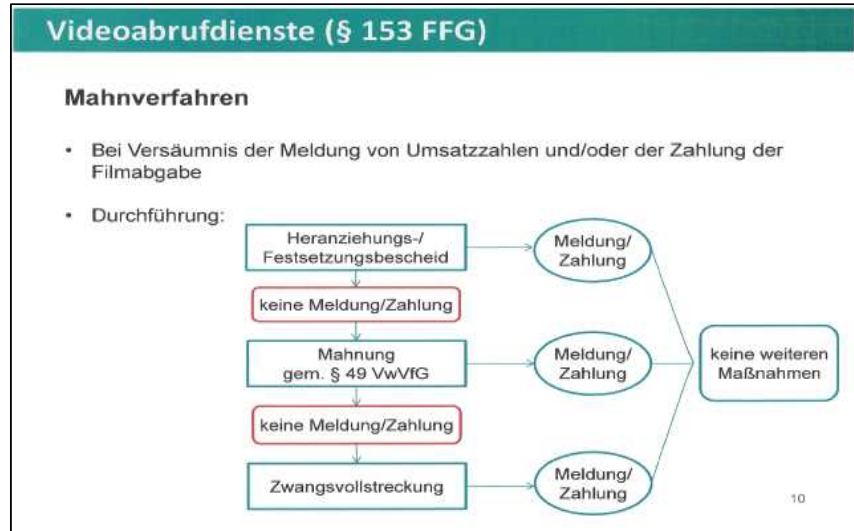 Videoabrufdienste (§ 153 FFG)
Mahnverfahren
• Bei Versäumnis der Meldung von Umsatzzahlen und/oder der Zahlung der
Filmabgabe
• Durchführung:
Heranziehungs-/
Festsetzungsbescheid
Meldung/
Zahlung
keine Meldung/Zahlung
Mahnung
gem. § 49 VwVfG
Meldung/
Zahlung
keine weiteren
Maßnahmen
keine Meldung/Zahlung
Zwangsvollstreckung
Meldung/
Zahlung
10